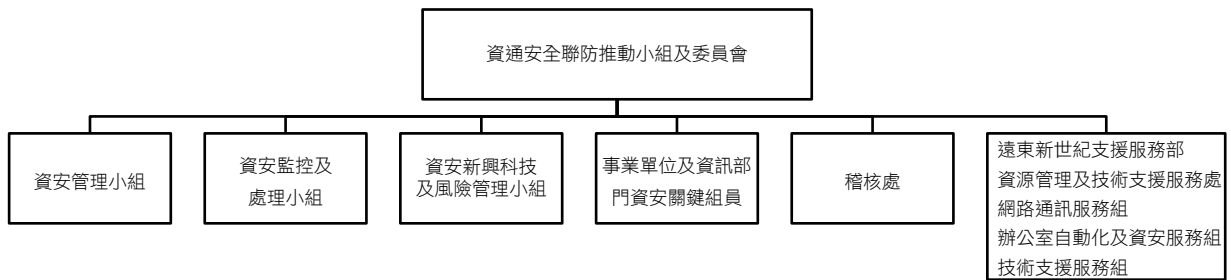 資通安全聯防推動小組及委員會
資安管理小組
資安監控及
處理小組
資安新興科技
及風險管理小組
事業單位及資訊部
門資安關鍵組員
稽核處
遠東新世紀支援服務部
資源管理及技術支援服務處
網路通訊服務組
辦公室自動化及資安服務組
技術支援服務組